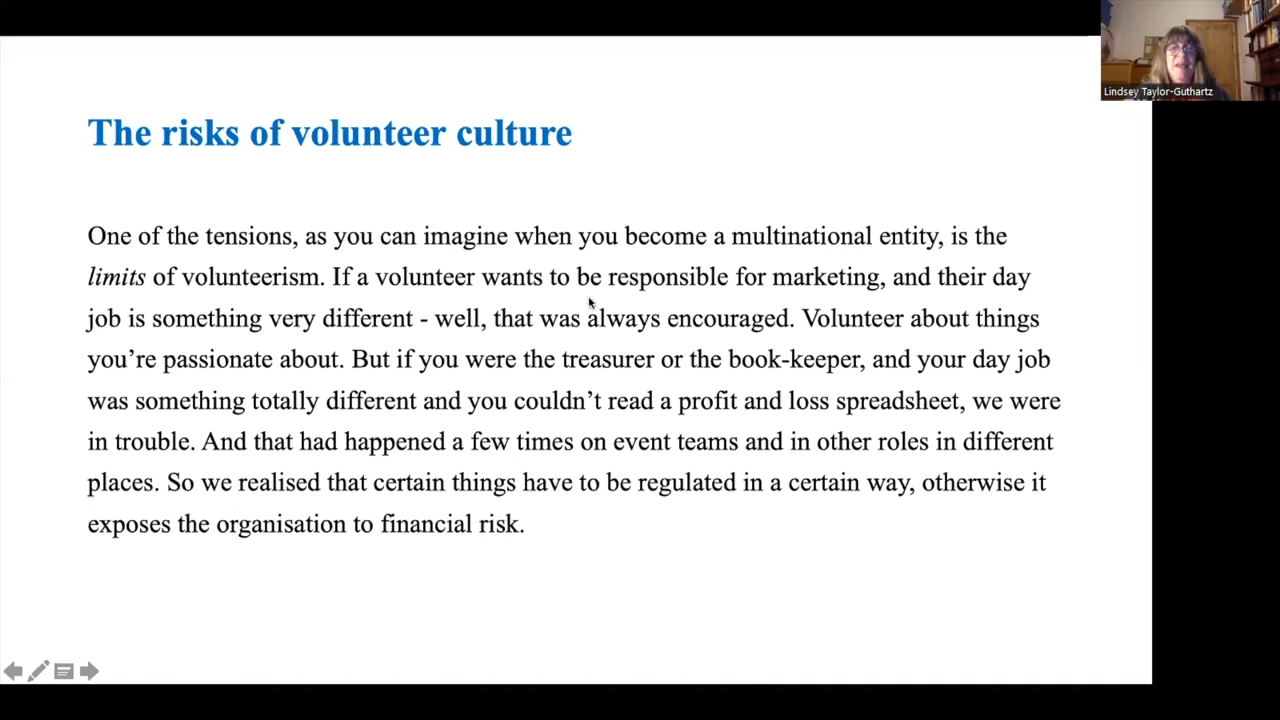 Lindsey Taylor-Guthartz
The risks of volunteer culture
One of the tensions, as you can imagine when you become a multinational entity, is the
limits of volunteerism. If a volunteer wants to be responsible for marketing, and their day
job is something very different - well, that was always encouraged. Volunteer about things
you’re passionate about. But if you were the treasurer or the book-keeper, and your day job
was something totally different and you couldn’t read a profit and loss spreadsheet, we were
in trouble. And that had happened a few times on event teams and in other roles in different
places. So we realised that certain things have to be regulated in a certain way, otherwise it
exposes the organisation to financial risk.